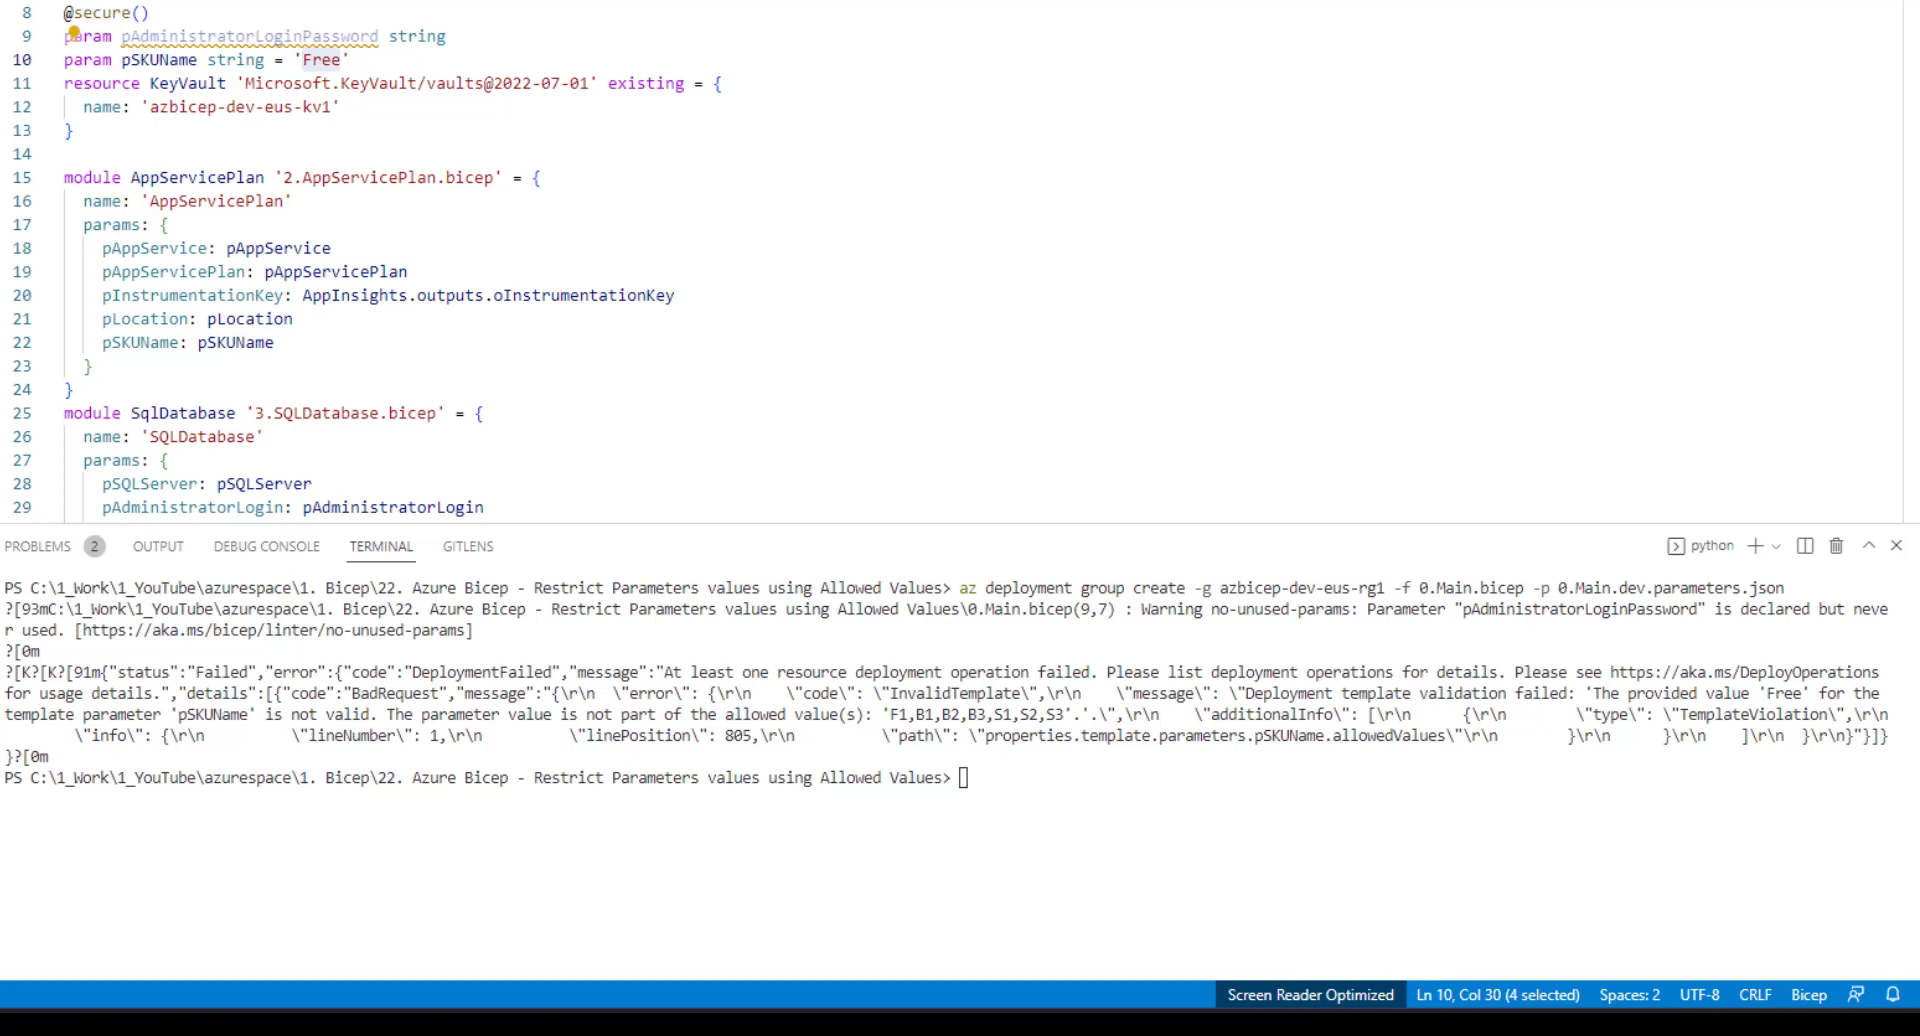 8 @secure()
9 param pAdministratorLoginPassword string
10 param pSKUName string = 'Free'
11 resource KeyVault 'Microsoft.KeyVault/vaults@2022-07-01' existing = {
12 name: 'azbicep-dev-eus-kv1'
13 }
14
15 module AppServicePlan '2.AppServicePlan.bicep' = {
16 name: 'AppServicePlan'
17 params: {
18 pAppService: pAppService
19 pAppServicePlan: pAppServicePlan
20 pInstrumentationKey: AppInsights.outputs.oInstrumentationKey
21 pLocation: pLocation
22 pSKUName: pSKUName
23 }
24 }
25 module SqlDatabase '3.SQLDatabase.bicep' = {
26 name: 'SQLDatabase'
27 params: {
28 pSQLServer: pSQLServer
29 pAdministratorLogin: pAdministratorLogin
PROBLEMS 2 OUTPUT DEBUG CONSOLE TERMINAL GITLENS python
PS C:\1_Work\1_YouTube\azurespace\1. Bicep\22. Azure Bicep - Restrict Parameters values using Allowed Values> az deployment group create -g azbicep-dev-eus-rg1 -f 0.Main.bicep -p 0.Main.dev.parameters.json
?[93mC:\1_Work\1_YouTube\azurespace\1. Bicep\22. Azure Bicep - Restrict Parameters values using Allowed Values\0.Main.bicep(9,7) : Warning no-unused-params: Parameter "pAdministratorLoginPassword" is declared but neve
r used. [https://aka.ms/bicep/linter/no-unused-params]
?[0m
?[K?[K?[91m{"status":"Failed","error":{"code":"DeploymentFailed","message":"At least one resource deployment operation failed. Please list deployment operations for details. Please see https://aka.ms/DeployOperations
for usage details.","details":[{"code":"BadRequest","message":"{\r\n  \"error\": {\r\n    \"code\": \"InvalidTemplate\",\r\n    \"message\": \"Deployment template validation failed: 'The provided value 'Free' for the
template parameter 'pSKUName' is not valid. The parameter value is not part of the allowed value(s): 'F1,B1,B2,B3,S1,S2,S3'.'.\",\r\n    \"additionalInfo\": [\r\n      {\r\n        \"type\": \"TemplateViolation\",\r\n
\"info\": {\r\n          \"lineNumber\": 1,\r\n          \"linePosition\": 805,\r\n          \"path\": \"properties.template.parameters.pSKUName.allowedValues\"\r\n        }\r\n      }\r\n    ]\r\n  }\r\n}"}]}
}?[0m
PS C:\1_Work\1_YouTube\azurespace\1. Bicep\22. Azure Bicep - Restrict Parameters values using Allowed Values>
Screen Reader Optimized Ln 10, Col 30 (4 selected) Spaces: 2 UTF-8 CRLF Bicep